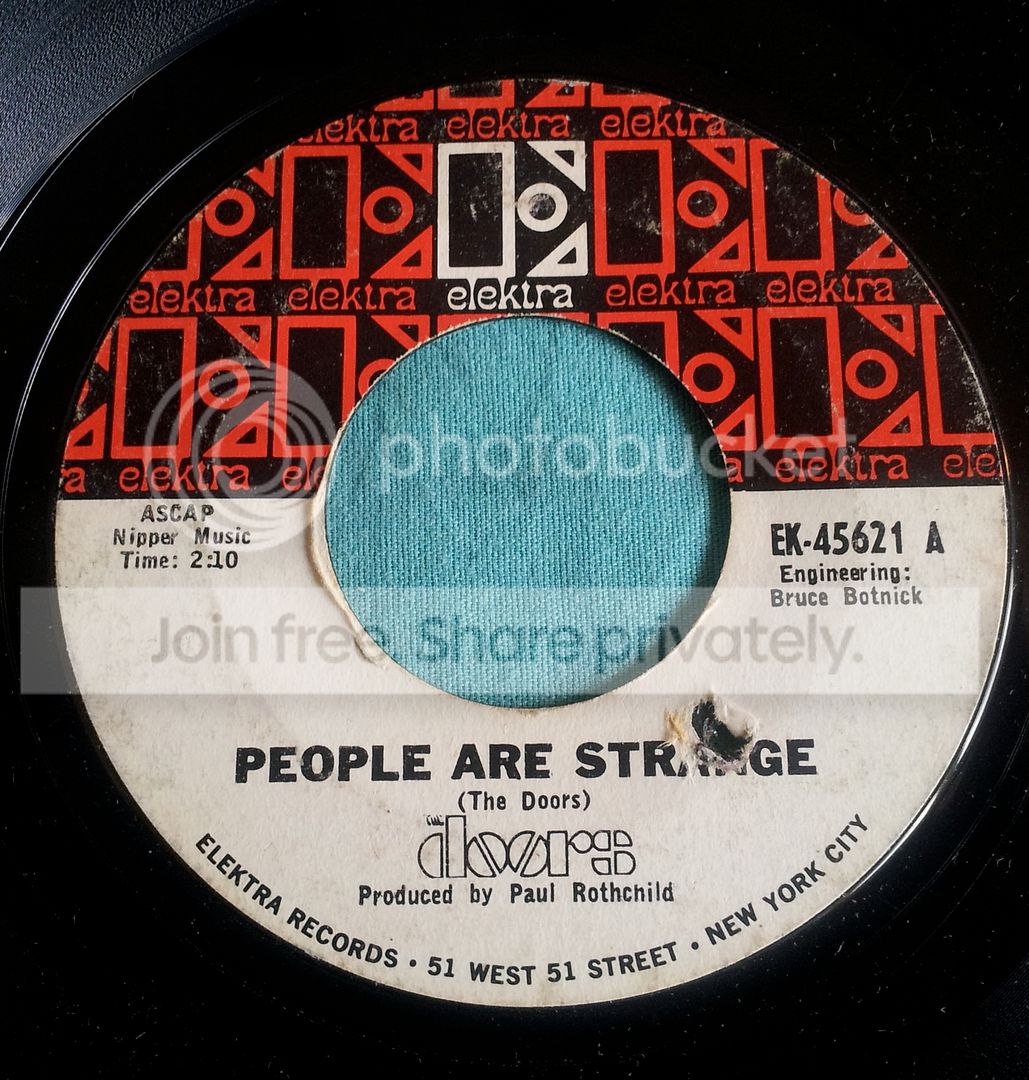 elektra elektra elektra
elektra elektra elektra elektra elektra
photobucket
elektra elektra
ASCAP
Nipper Music
Time: 2:10
EK-45621 A
Engineering:
Bruce Botnick
Join free. Share privately.
PEOPLE ARE STRANGE
(The Doors)
THE doors
Produced by Paul Rothchild
ELEKTRA RECORDS • 51 WEST 51 STREET • NEW YORK CITY